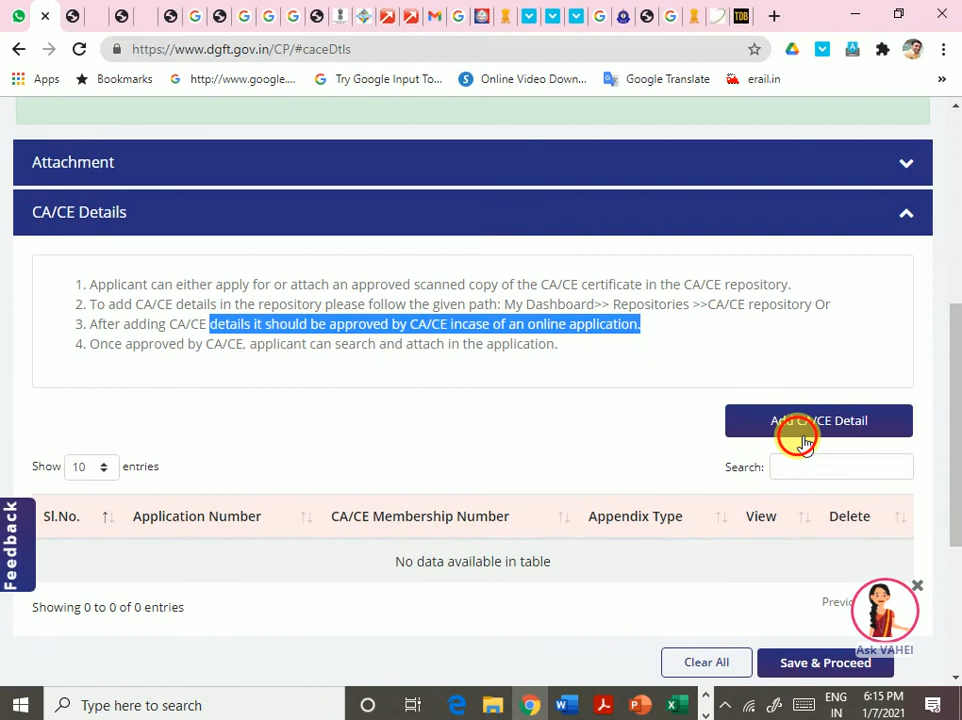 https://www.dgft.gov.in/CP/#caceDtls
Apps
Bookmarks
http://www.google....
Try Google Input To...
Online Video Down...
Google Translate
erail.in
»
Attachment
CA/CE Details
1. Applicant can either apply for or attach an approved scanned copy of the CA/CE certificate in the CA/CE repository.
2. To add CA/CE details in the repository please follow the given path: My Dashboard>> Repositories >>CA/CE repository Or
3. After adding CA/CE details it should be approved by CA/CE incase of an online application.
4. Once approved by CA/CE, applicant can search and attach in the application.
Add CA/CE Detail
Show 10 entries
Search:
Sl.No. Application Number CA/CE Membership Number Appendix Type View Delete
No data available in table
Showing 0 to 0 of 0 entries
Feedback
Ask VAHEI
Clear All
Save & Proceed
Type here to search
ENG
IN
6:15 PM
1/7/2021